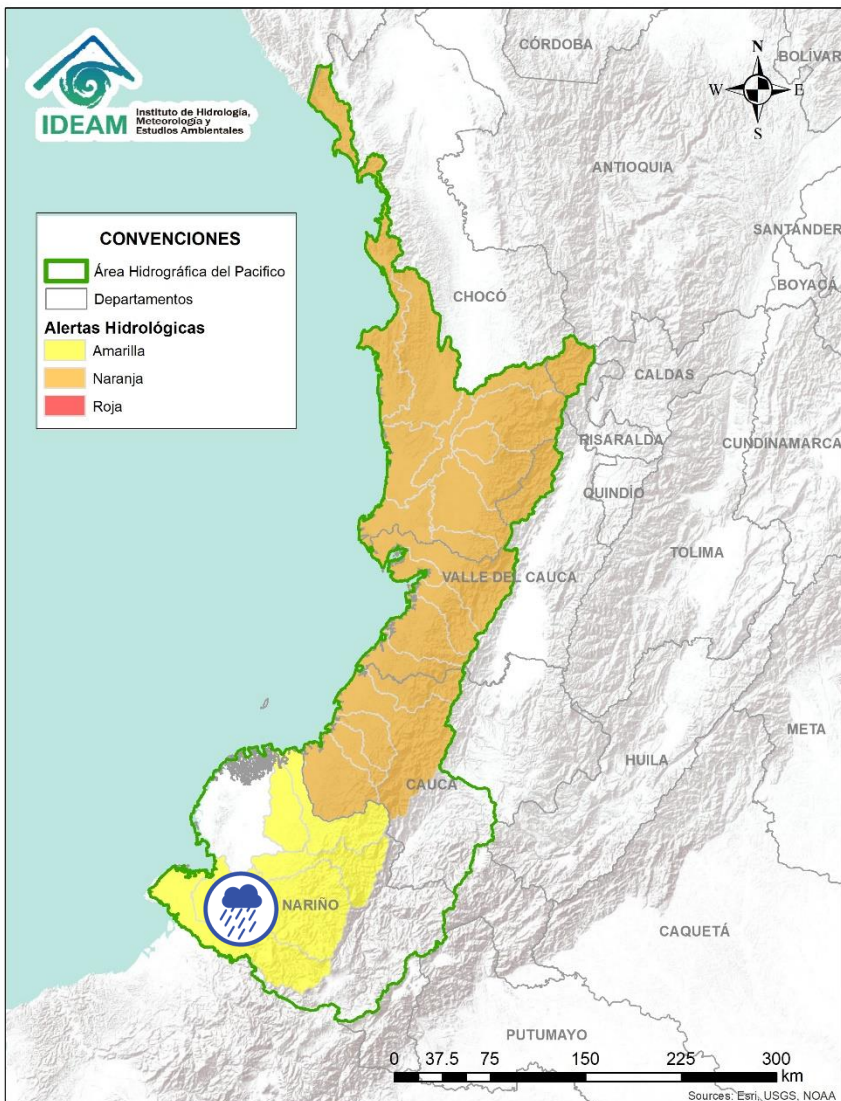 IDEAM
Instituto de Hidrología,
Meteorología y
Estudios Ambientales
CÓRDOBA
BOLÍVAR
N
W
E
S
ANTIOQUIA
SANTANDER
BOYACÁ
CONVENCIONES
Área Hidrográfica del Pacifico
Departamentos
Alertas Hidrológicas
Amarilla
Naranja
Roja
CHOCÓ
CALDAS
RISARALDA
CUNDINAMARCA
QUINDÍO
TOLIMA
VALLE DEL CAUCA
META
HUILA
CAUCA
NARIÑO
CAQUETÁ
PUTUMAYO
0 37.5 75 150 225 300
km
Sources: Esri, USGS, NOAA